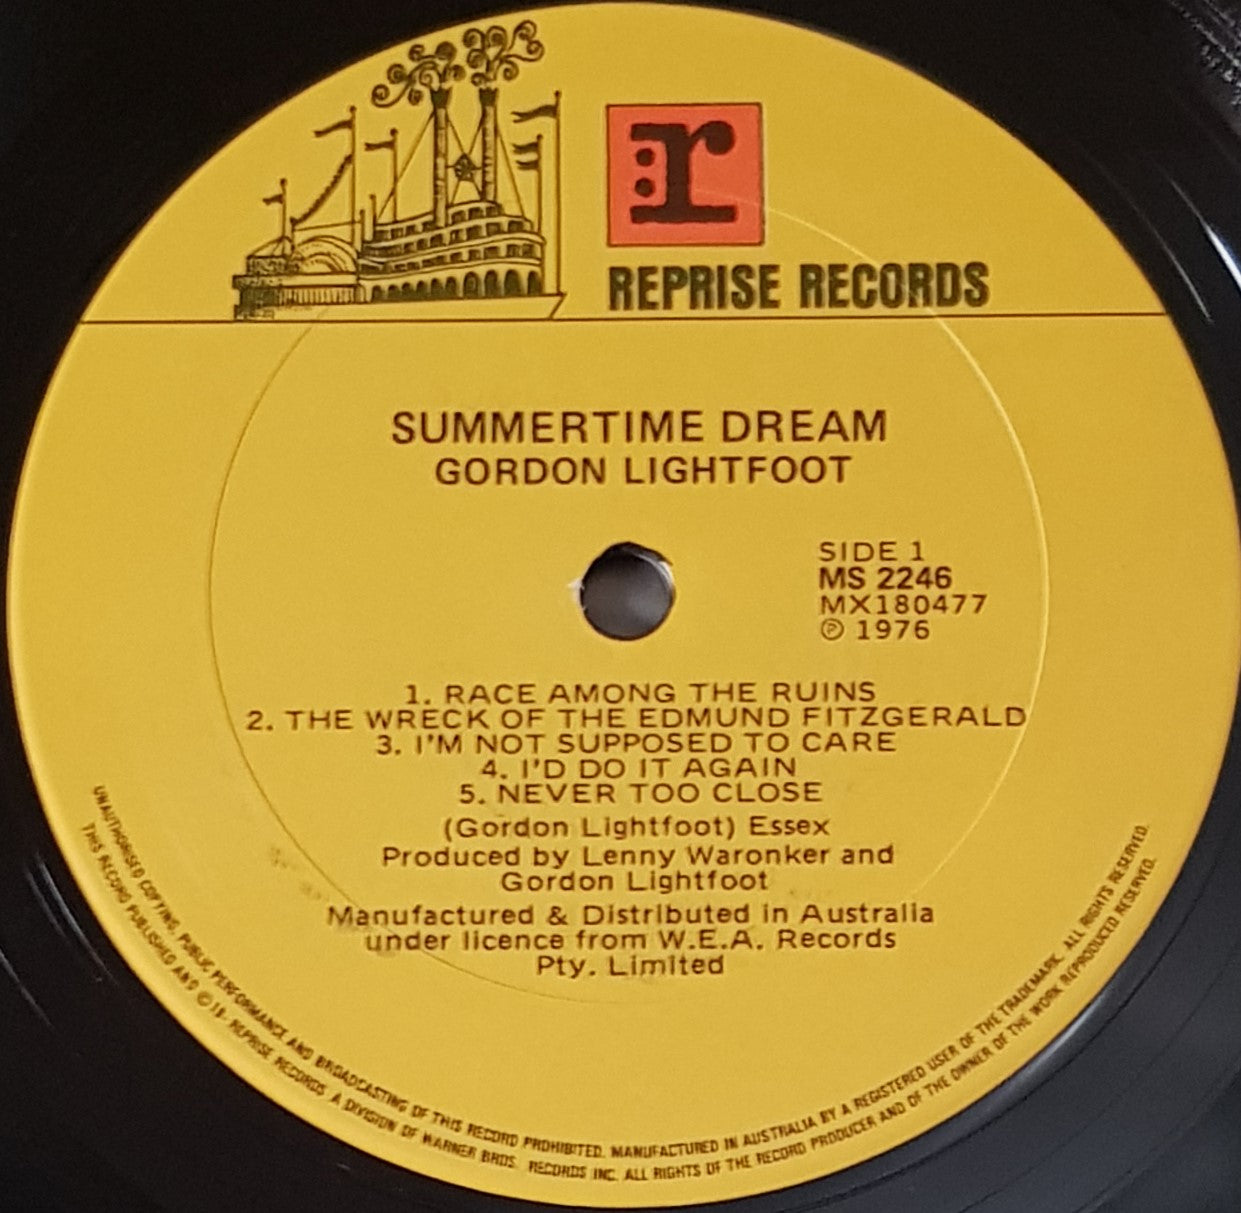 r
REPRISE RECORDS
SUMMERTIME DREAM
GORDON LIGHTFOOT
SIDE 1
MS 2246
MX180477
℗ 1976
1. RACE AMONG THE RUINS
2. THE WRECK OF THE EDMUND FITZGERALD
3. I'M NOT SUPPOSED TO CARE
4. I'D DO IT AGAIN
5. NEVER TOO CLOSE
(Gordon Lightfoot) Essex
Produced by Lenny Waronker and
Gordon Lightfoot
Manufactured & Distributed in Australia
under licence from W.E.A. Records
Pty. Limited
UNAUTHORISED COPYING, PUBLIC PERFORMANCE AND BROADCASTING OF THIS RECORD PROHIBITED. MANUFACTURED IN AUSTRALIA BY A REGISTERED USER OF THE TRADEMARK. ALL RIGHTS RESERVED.
THIS RECORD PUBLISHED AND © 19- REPRISE RECORDS A DIVISION OF WARNER BROS. RECORDS INC. ALL RIGHTS OF THE RECORD PRODUCER AND OF THE OWNER OF THE WORK REPRODUCED RESERVED.